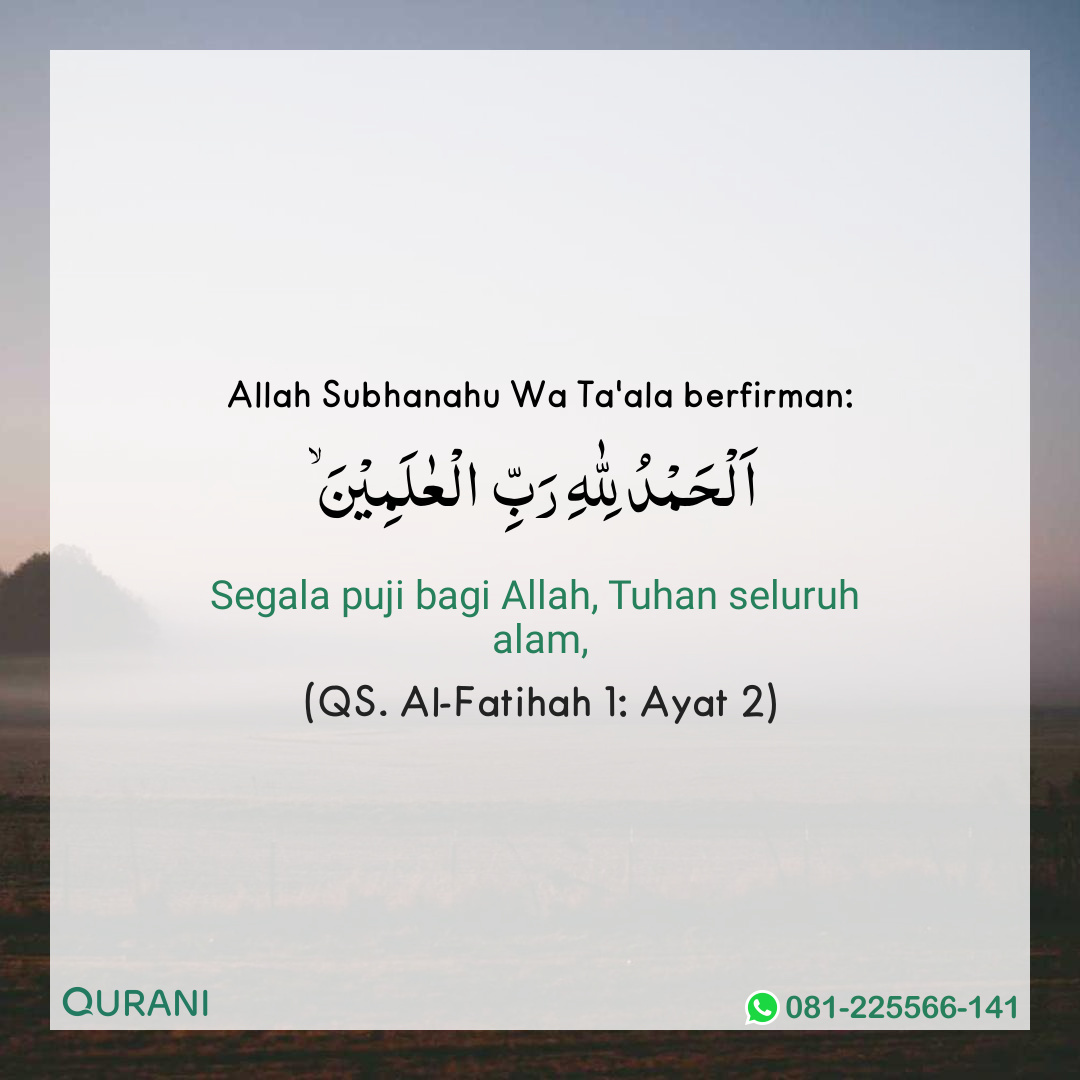 Allah Subhanahu Wa Ta'ala berfirman:
اَلْحَمْدُ لِلّٰهِ رَبِّ الْعٰلَمِيْنَۙ
Segala puji bagi Allah, Tuhan seluruh
alam,
(QS. Al-Fatihah 1: Ayat 2)
QURANI
081-225566-141